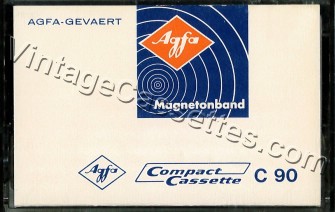 AGFA-GEVAERT
Agfa
Magnetonband
VintageCassettes.com
Agfa
Compact
Cassette
C 90